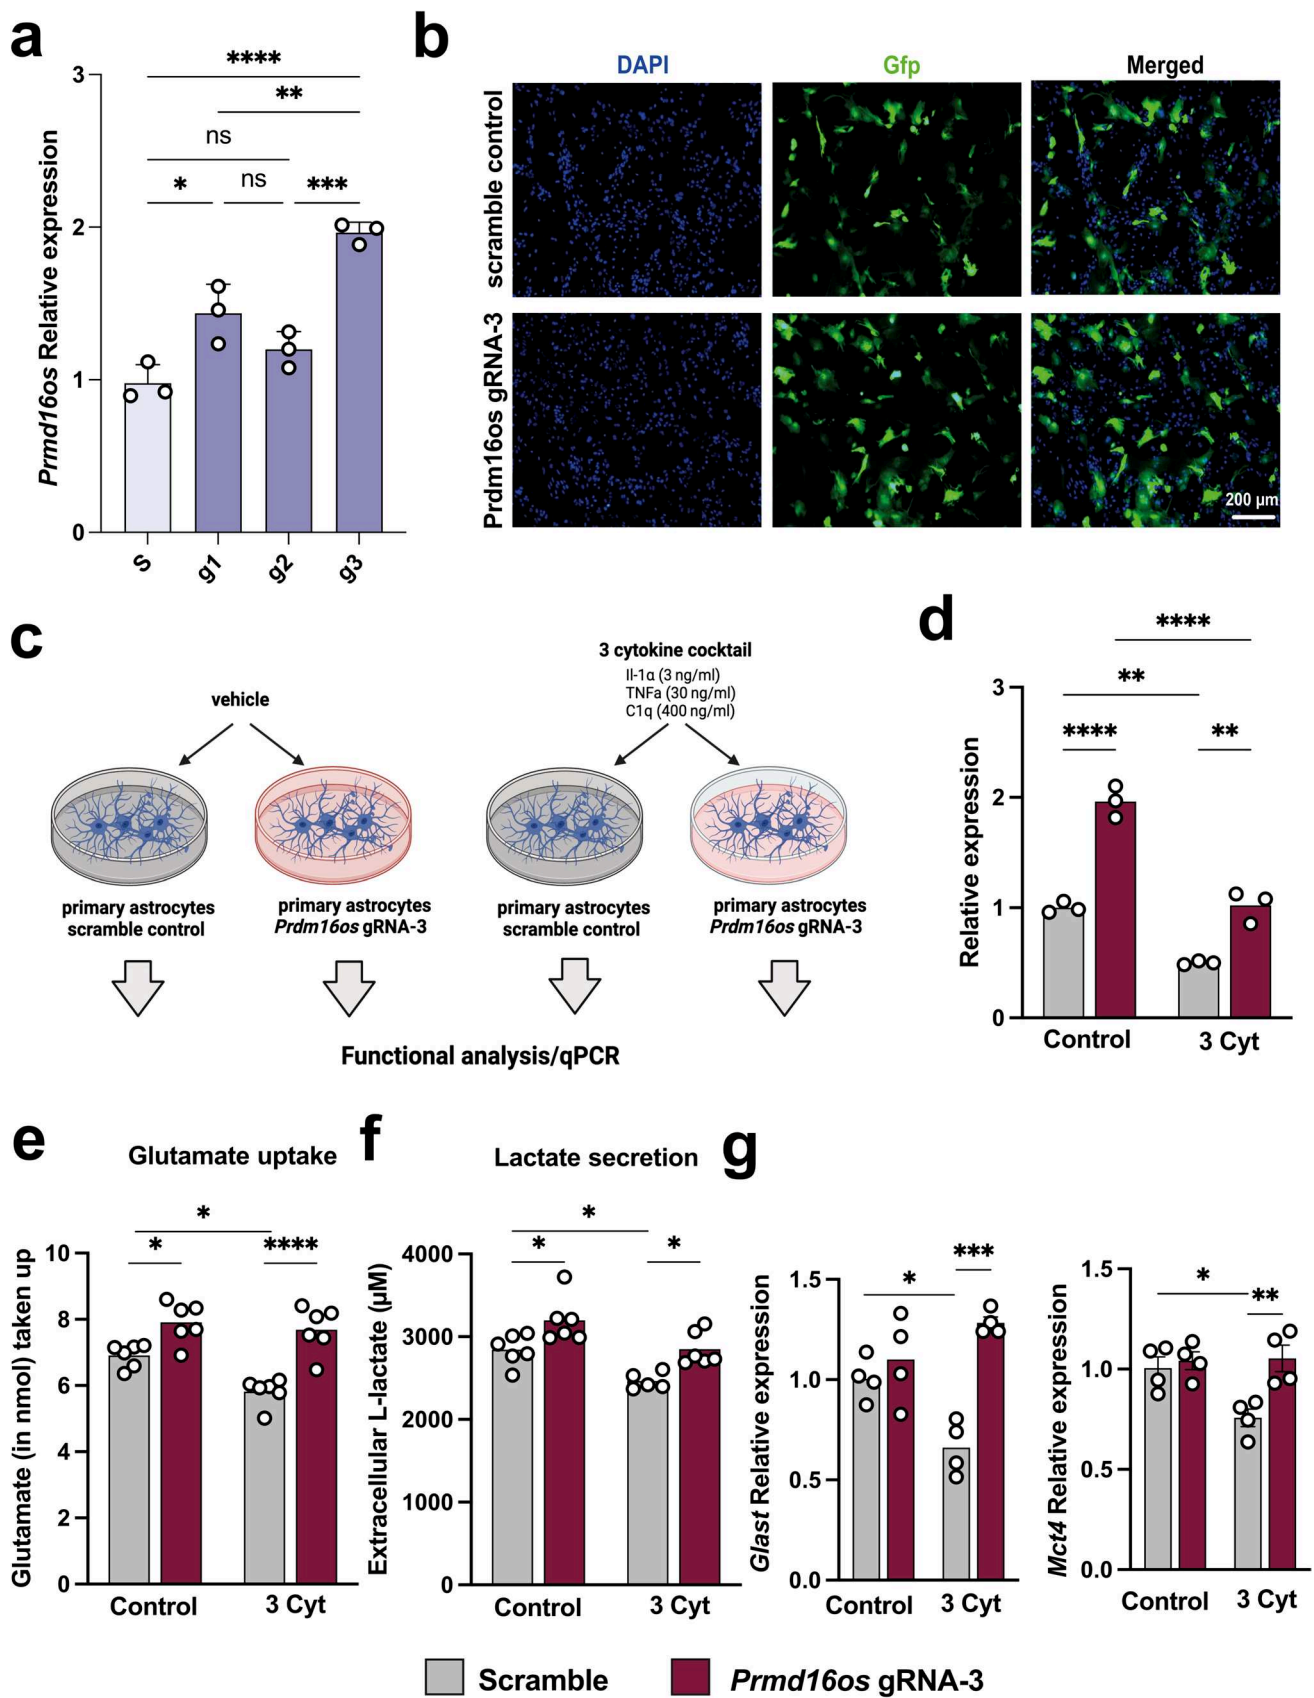 a
****
**
ns
* ns ***
Prmd16os Relative expression
3
2
1
0
S g1 g2 g3
b
DAPI Gfp Merged
scramble control
Prdm16os gRNA-3
200 µm
c
3 cytokine cocktail
Il-1α (3 ng/ml)
TNFa (30 ng/ml)
C1q (400 ng/ml)
vehicle
primary astrocytes
scramble control
primary astrocytes
Prdm16os gRNA-3
primary astrocytes
scramble control
primary astrocytes
Prdm16os gRNA-3
Functional analysis/qPCR
d
****
**
**** **
Relative expression
3
2
1
0
Control 3 Cyt
e
Glutamate uptake
*
* ****
Glutamate (in nmol) taken up
10
8
6
4
2
0
Control 3 Cyt
f
Lactate secretion
*
* *
Extracellular L-lactate (µM)
4000
3000
2000
1000
0
Control 3 Cyt
g
***
*
Glast Relative expression
1.5
1.0
0.5
0.0
Control 3 Cyt
*
**
Mct4 Relative expression
1.5
1.0
0.5
0.0
Control 3 Cyt
Scramble Prmd16os gRNA-3